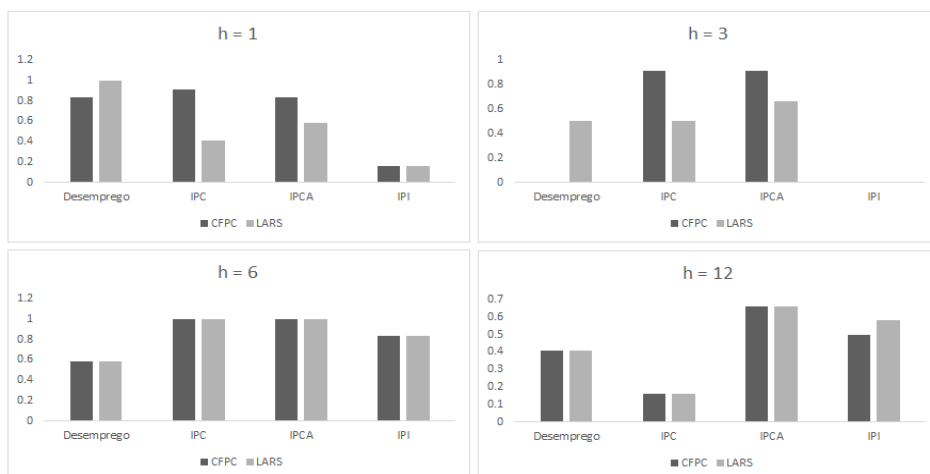 h = 1
1.2
1
0.8
0.6
0.4
0.2
0
Desemprego IPC IPCA IPI
CFPC LARS
h = 3
1
0.8
0.6
0.4
0.2
0
Desemprego IPC IPCA IPI
CFPC LARS
h = 6
1.2
1
0.8
0.6
0.4
0.2
0
Desemprego IPC IPCA IPI
CFPC LARS
h = 12
0.7
0.6
0.5
0.4
0.3
0.2
0.1
0
Desemprego IPC IPCA IPI
CFPC LARS